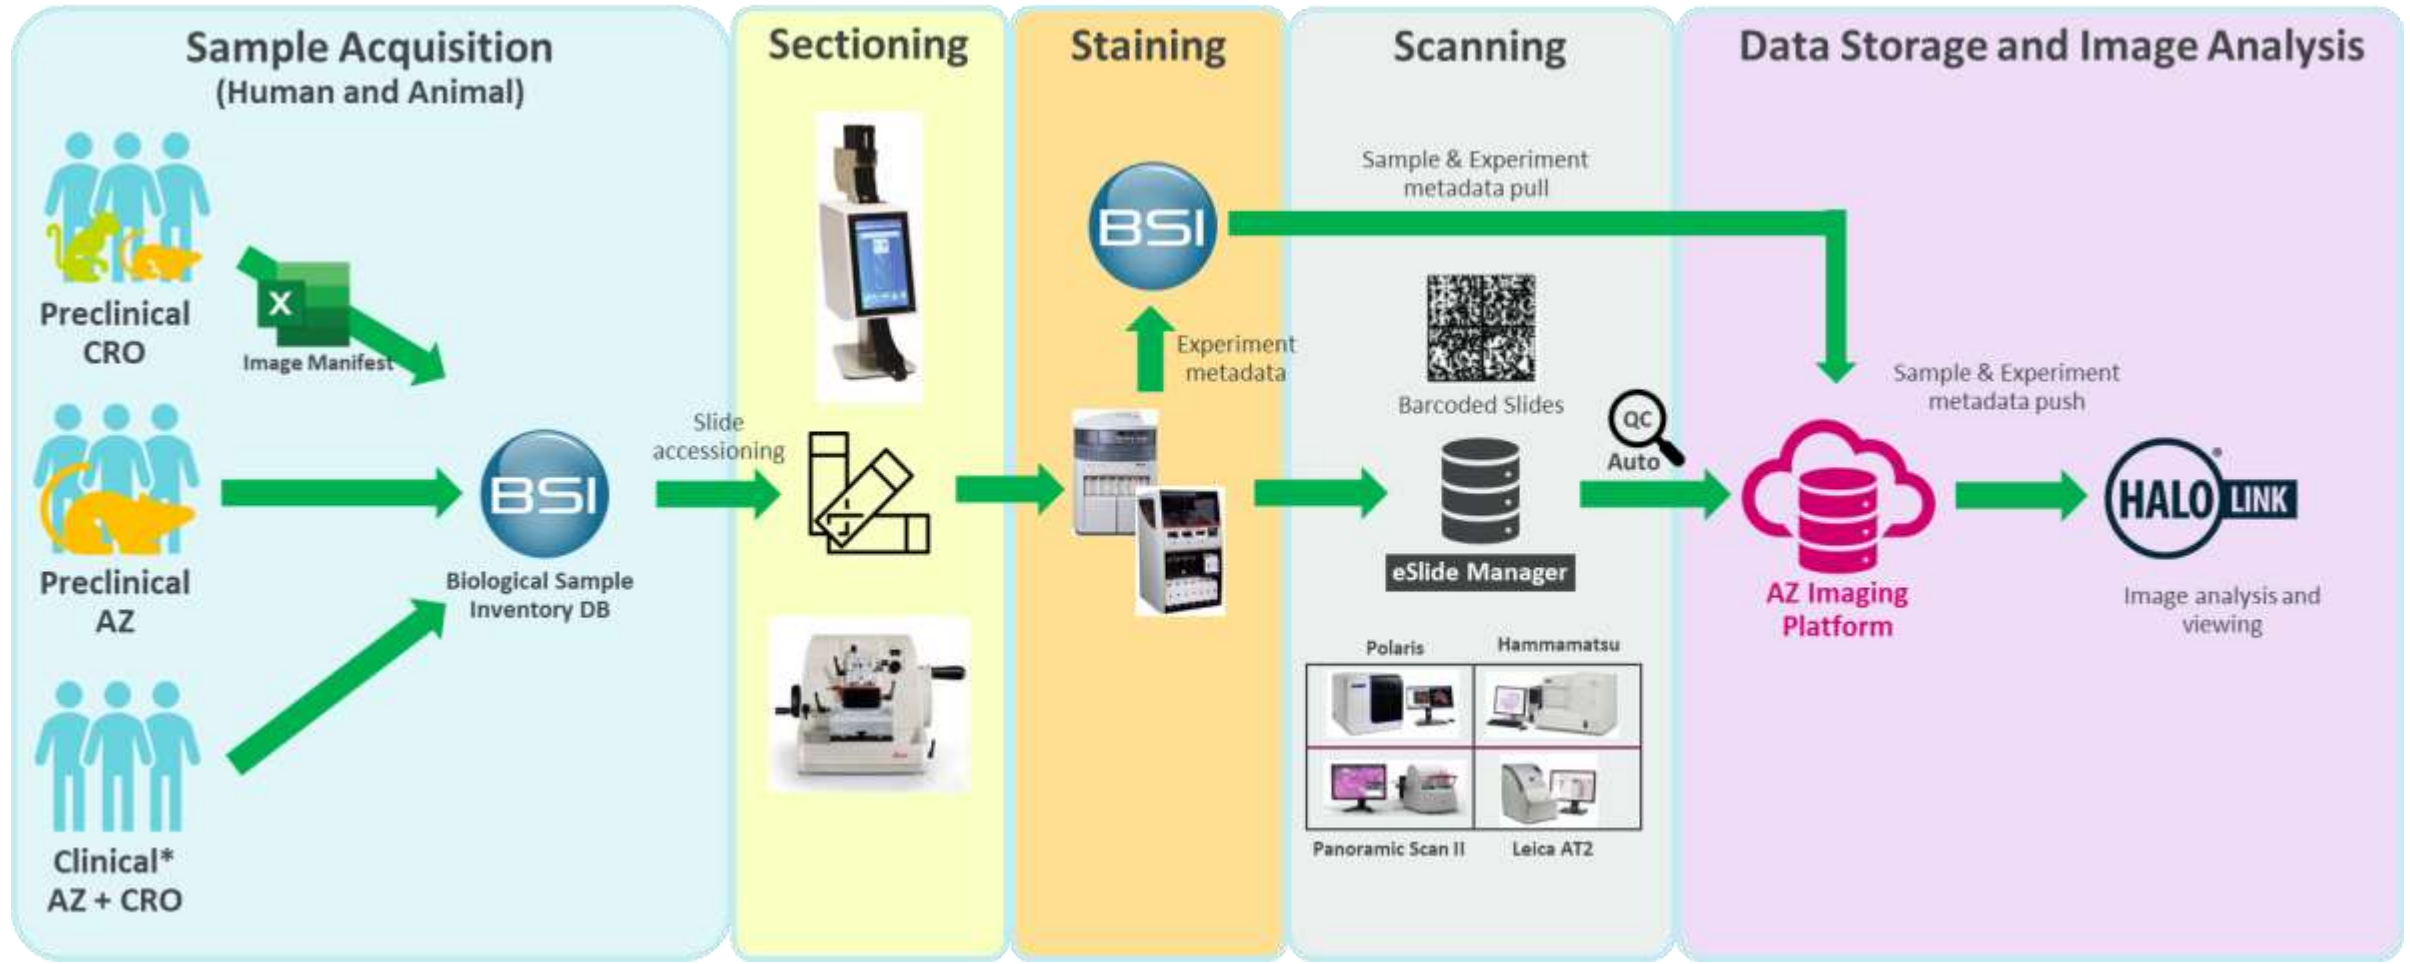 Sample Acquisition
(Human and Animal)
Preclinical
CRO
X
Image Manifest
Preclinical
AZ
Clinical*
AZ + CRO
BSI
Biological Sample
Inventory DB
Slide
accessioning
Sectioning
Staining
BSI
Experiment
metadata
Scanning
Sample & Experiment
metadata pull
Barcoded Slides
QC
Auto
eSlide Manager
Polaris
Hammamatsu
Panoramic Scan II
Leica AT2
Data Storage and Image Analysis
Sample & Experiment
metadata push
AZ Imaging
Platform
HALO LINK
Image analysis and
viewing